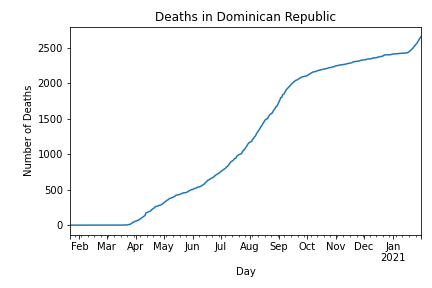 Deaths in Dominican Republic
Number of Deaths
2500
2000
1500
1000
500
0
Feb Mar Apr May Jun Jul Aug Sep Oct Nov Dec Jan
2021
Day